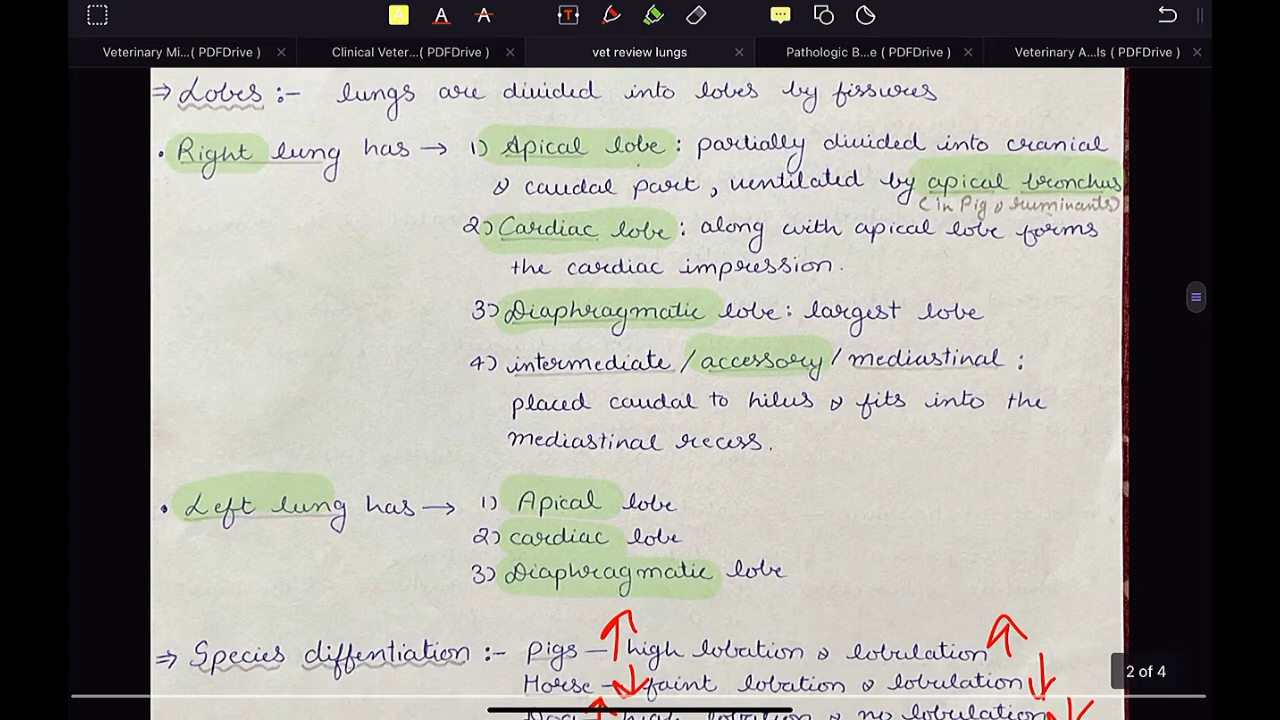 A A A T
Veterinary Mi...( PDFDrive ) × Clinical Veter...( PDFDrive ) × vet review lungs × Pathologic B...e ( PDFDrive ) × Veterinary A...ls ( PDFDrive ) ×
⇒ Lobes :- lungs are divided into lobes by fissures
• Right lung has → 1) Apical lobe : partially divided into cranial
& caudal part, ventilated by apical bronchus
(in Pig & ruminants)
2) Cardiac lobe : along with apical lobe forms
the cardiac impression.
3) Diaphragmatic lobe : largest lobe
4) intermediate / accessory / mediastinal :
placed caudal to hilus & fits into the
mediastinal recess.
• Left lung has → 1) Apical lobe
2) cardiac lobe
3) Diaphragmatic lobe
⇒ Species diffentiation :- Pigs — ↑ high lobation & lobulation ↑
Horse - ↓ faint lobation & lobulation ↓
Dog ↑ high lobation & no lobulation ↓
2 of 4